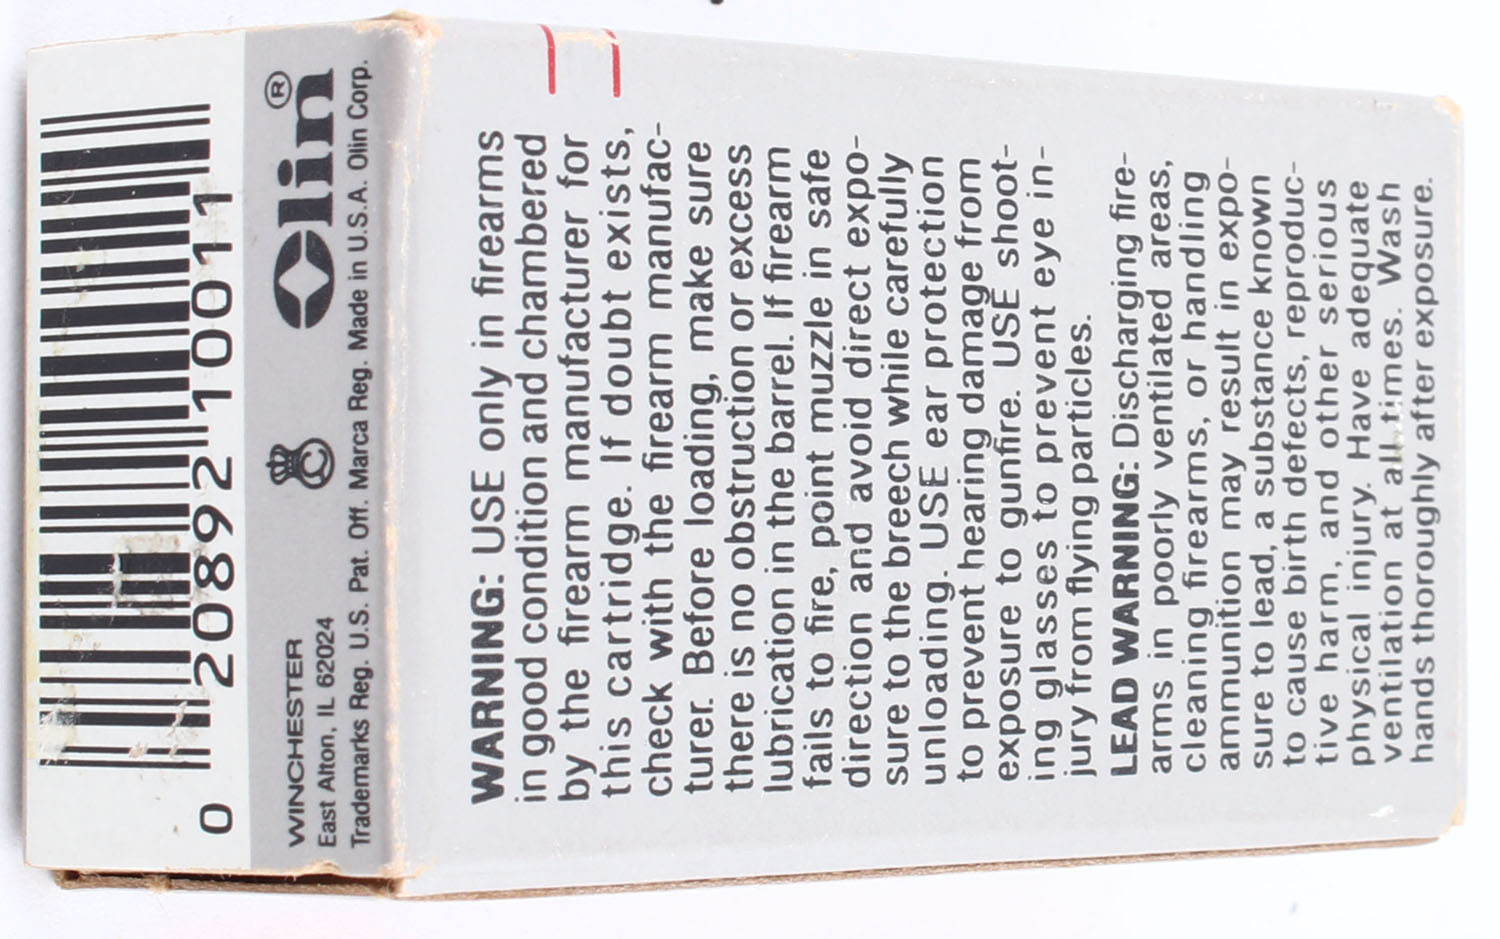 0 20892 10011
WINCHESTER
East Alton, IL 62024
Olin®
Trademarks Reg. U.S. Pat. Off. Marca Reg. Made in U.S.A. Olin Corp.
WARNING: USE only in firearms
in good condition and chambered
by the firearm manufacturer for
this cartridge. If doubt exists,
check with the firearm manufac-
turer. Before loading, make sure
there is no obstruction or excess
lubrication in the barrel. If firearm
fails to fire, point muzzle in safe
direction and avoid direct expo-
sure to the breech while carefully
unloading. USE ear protection
to prevent hearing damage from
exposure to gunfire. USE shoot-
ing glasses to prevent eye in-
jury from flying particles.
LEAD WARNING: Discharging fire-
arms in poorly ventilated areas,
cleaning firearms, or handling
ammunition may result in expo-
sure to lead, a substance known
to cause birth defects, reproduc-
tive harm, and other serious
physical injury. Have adequate
ventilation at all times. Wash
hands thoroughly after exposure.